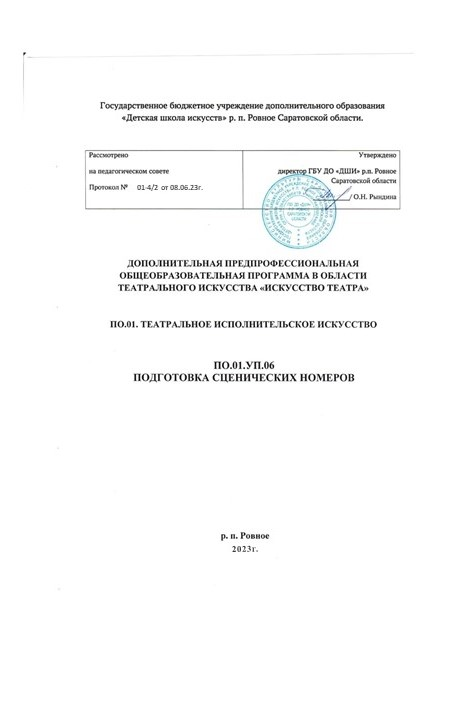 Государственное бюджетное учреждение дополнительного образования
«Детская школа искусств» р. п. Ровное Саратовской области.
Рассмотрено
на педагогическом совете
Протокол № 01-4/2 от 08.06.23г.
Утверждено
директор ГБУ ДО «ДШИ» р.п. Ровное
Саратовской области
/ О.Н. Рындина
ДОПОЛНИТЕЛЬНАЯ ПРЕДПРОФЕССИОНАЛЬНАЯ
ОБЩЕОБРАЗОВАТЕЛЬНАЯ ПРОГРАММА В ОБЛАСТИ
ТЕАТРАЛЬНОГО ИСКУССТВА «ИСКУССТВО ТЕАТРА»
ПО.01. ТЕАТРАЛЬНОЕ ИСПОЛНИТЕЛЬСКОЕ ИСКУССТВО
ПО.01.УП.06
ПОДГОТОВКА СЦЕНИЧЕСКИХ НОМЕРОВ
р. п. Ровное
2023г.